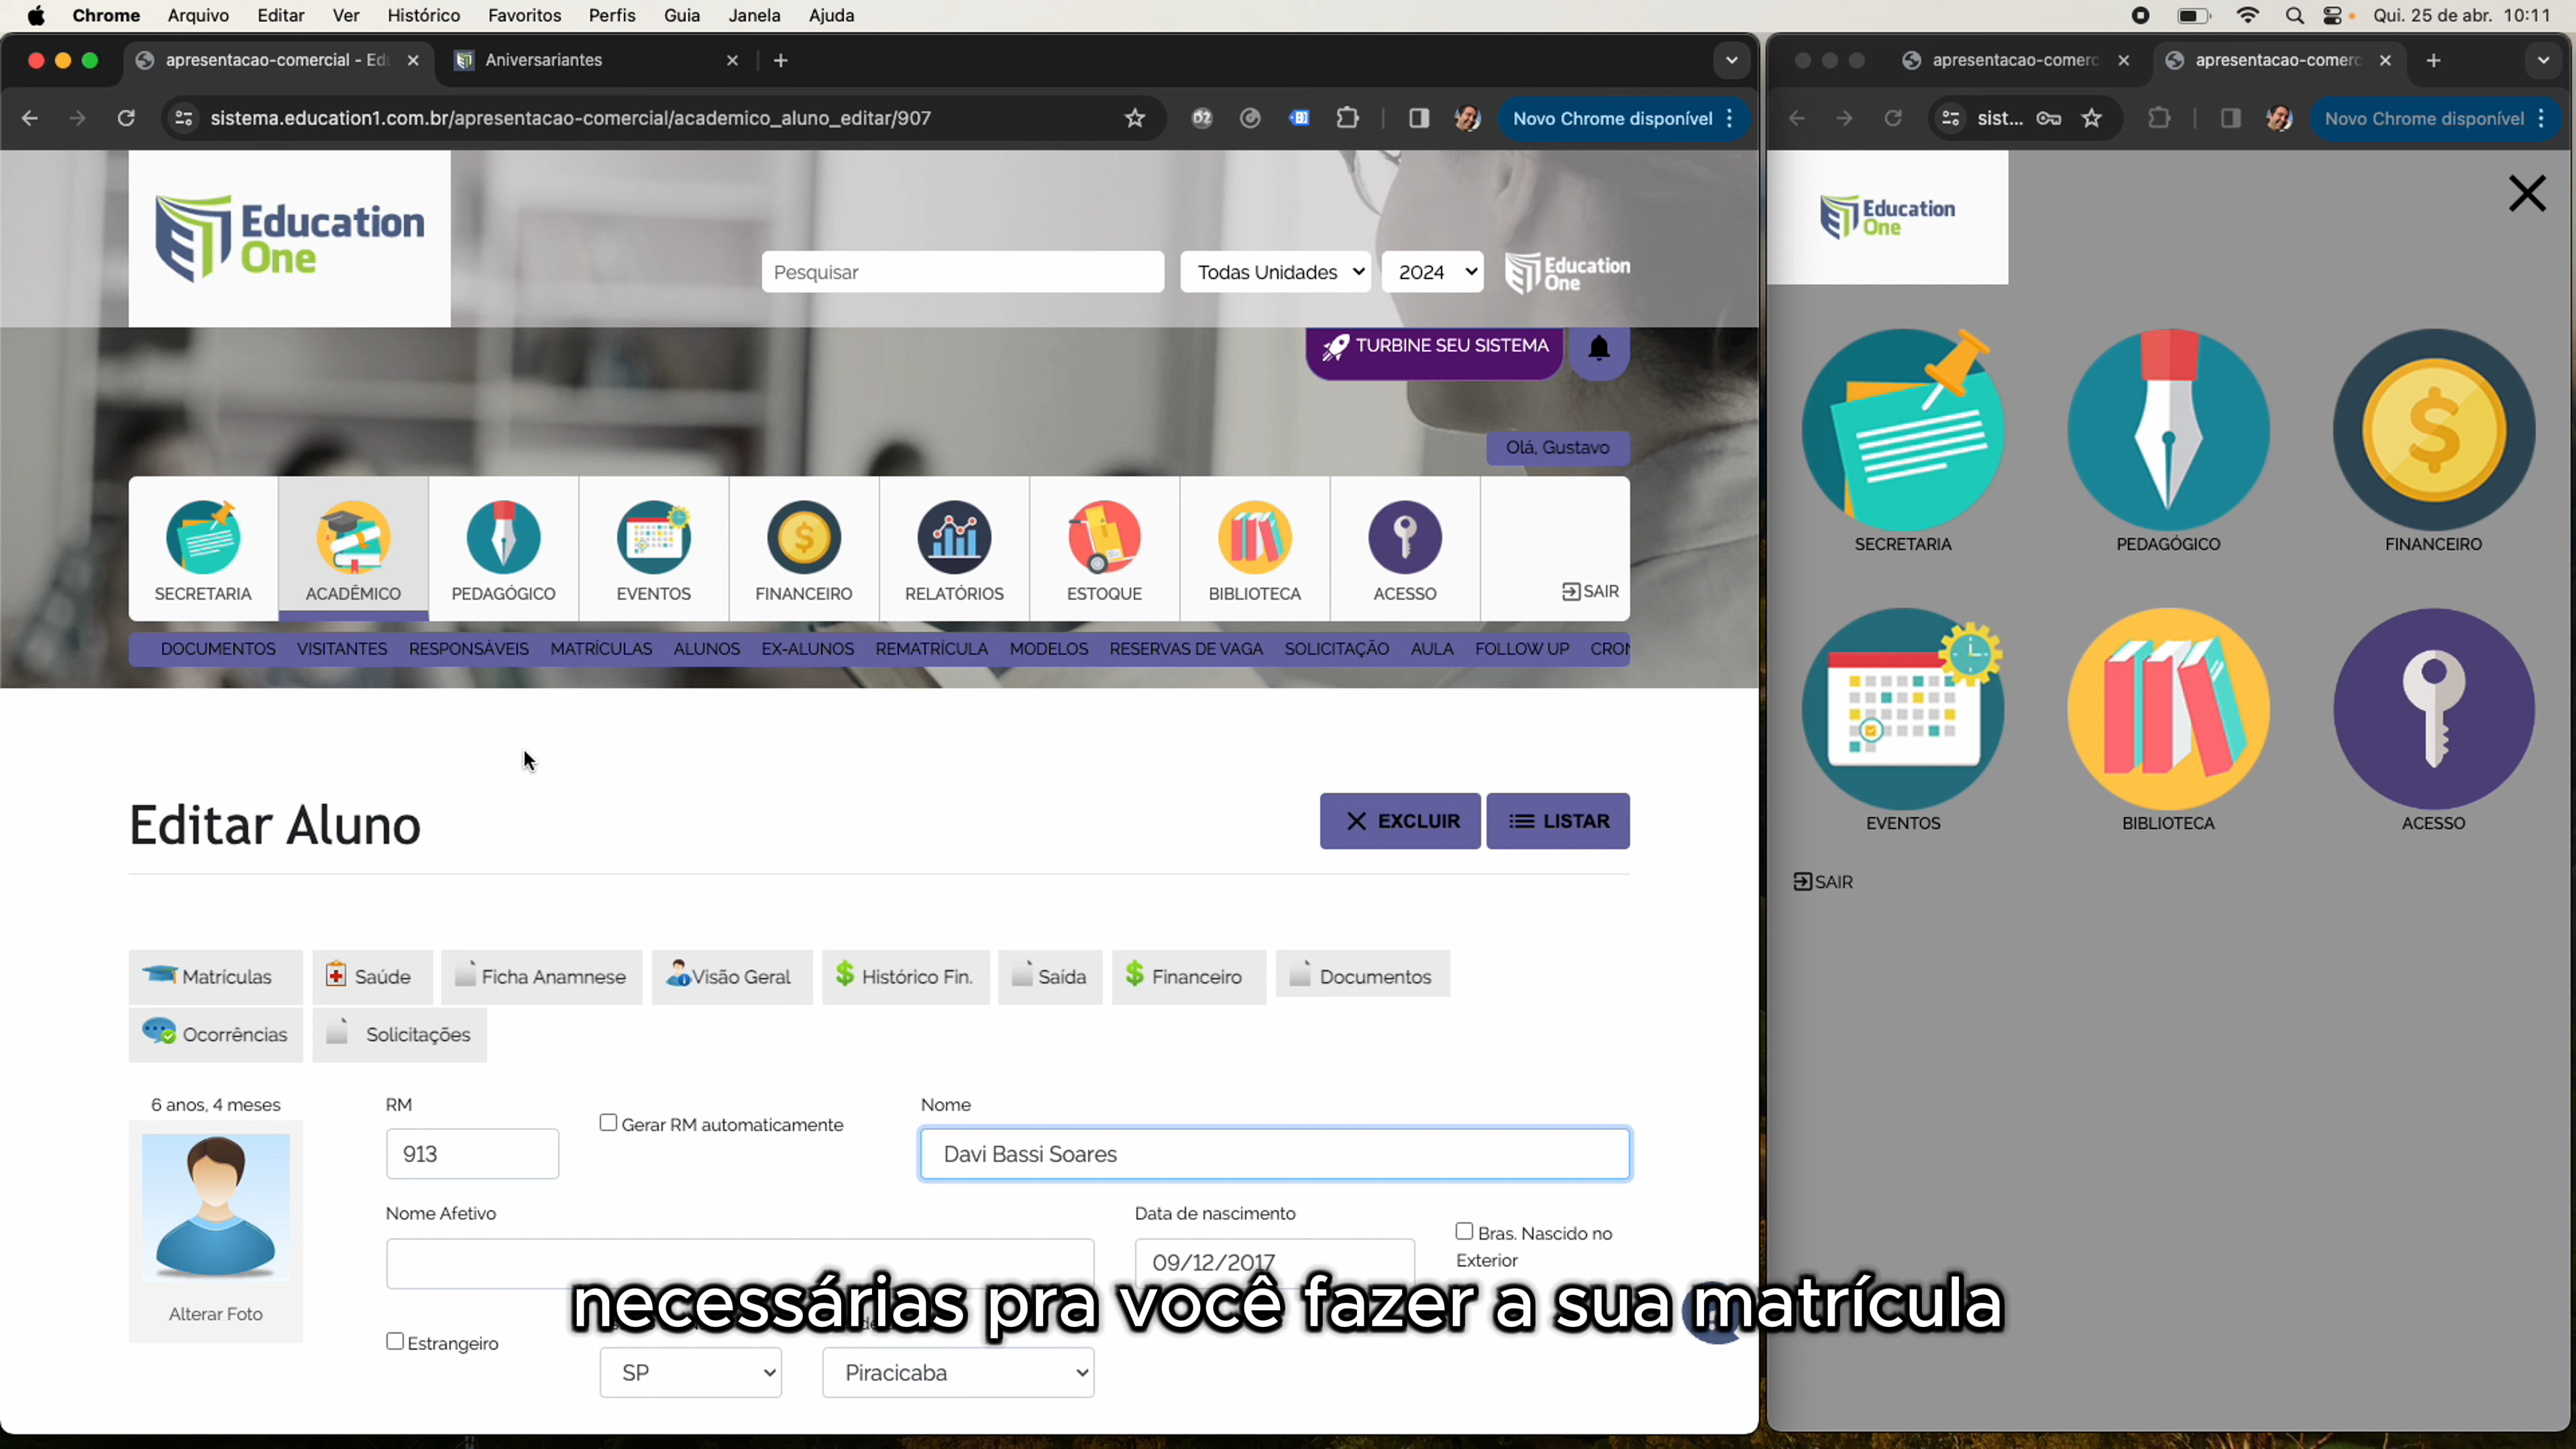 Chrome Arquivo Editar Ver Histórico Favoritos Perfis Guia Janela Ajuda
Qui. 25 de abr. 10:11
apresentacao-comercial - Ed
Aniversariantes
sistema.education1.com.br/apresentacao-comercial/academico_aluno_editar/907
Novo Chrome disponível
Education
One
Pesquisar
Todas Unidades
2024
Education
One
TURBINE SEU SISTEMA
Olá, Gustavo
SECRETARIA ACADÊMICO PEDAGÓGICO EVENTOS FINANCEIRO RELATÓRIOS ESTOQUE BIBLIOTECA ACESSO SAIR
DOCUMENTOS VISITANTES RESPONSÁVEIS MATRÍCULAS ALUNOS EX-ALUNOS REMATRÍCULA MODELOS RESERVAS DE VAGA SOLICITAÇÃO AULA FOLLOW UP CRON
Editar Aluno
EXCLUIR
LISTAR
Matrículas Saúde Ficha Anamnese Visão Geral Histórico Fin. Saída Financeiro Documentos
Ocorrências Solicitações
6 anos, 4 meses
RM
913
Gerar RM automaticamente
Nome
Davi Bassi Soares
Nome Afetivo
Data de nascimento
09/12/2017
Bras. Nascido no
Exterior
Alterar Foto
Estrangeiro
SP
Piracicaba
necessárias pra você fazer a sua matrícula
apresentacao-comerc
apresentacao-comerc
sist...
Novo Chrome disponível
Education
One
SECRETARIA PEDAGÓGICO FINANCEIRO
EVENTOS BIBLIOTECA ACESSO
SAIR